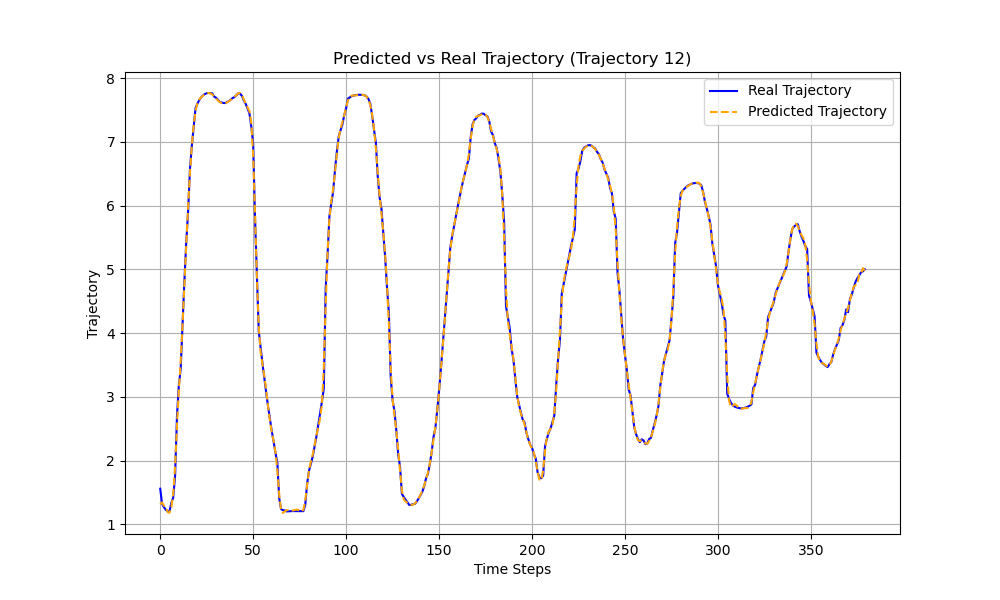 Predicted vs Real Trajectory (Trajectory 12)
Real Trajectory
Predicted Trajectory
8
7
6
5
4
3
2
1
Trajectory
0 50 100 150 200 250 300 350
Time Steps